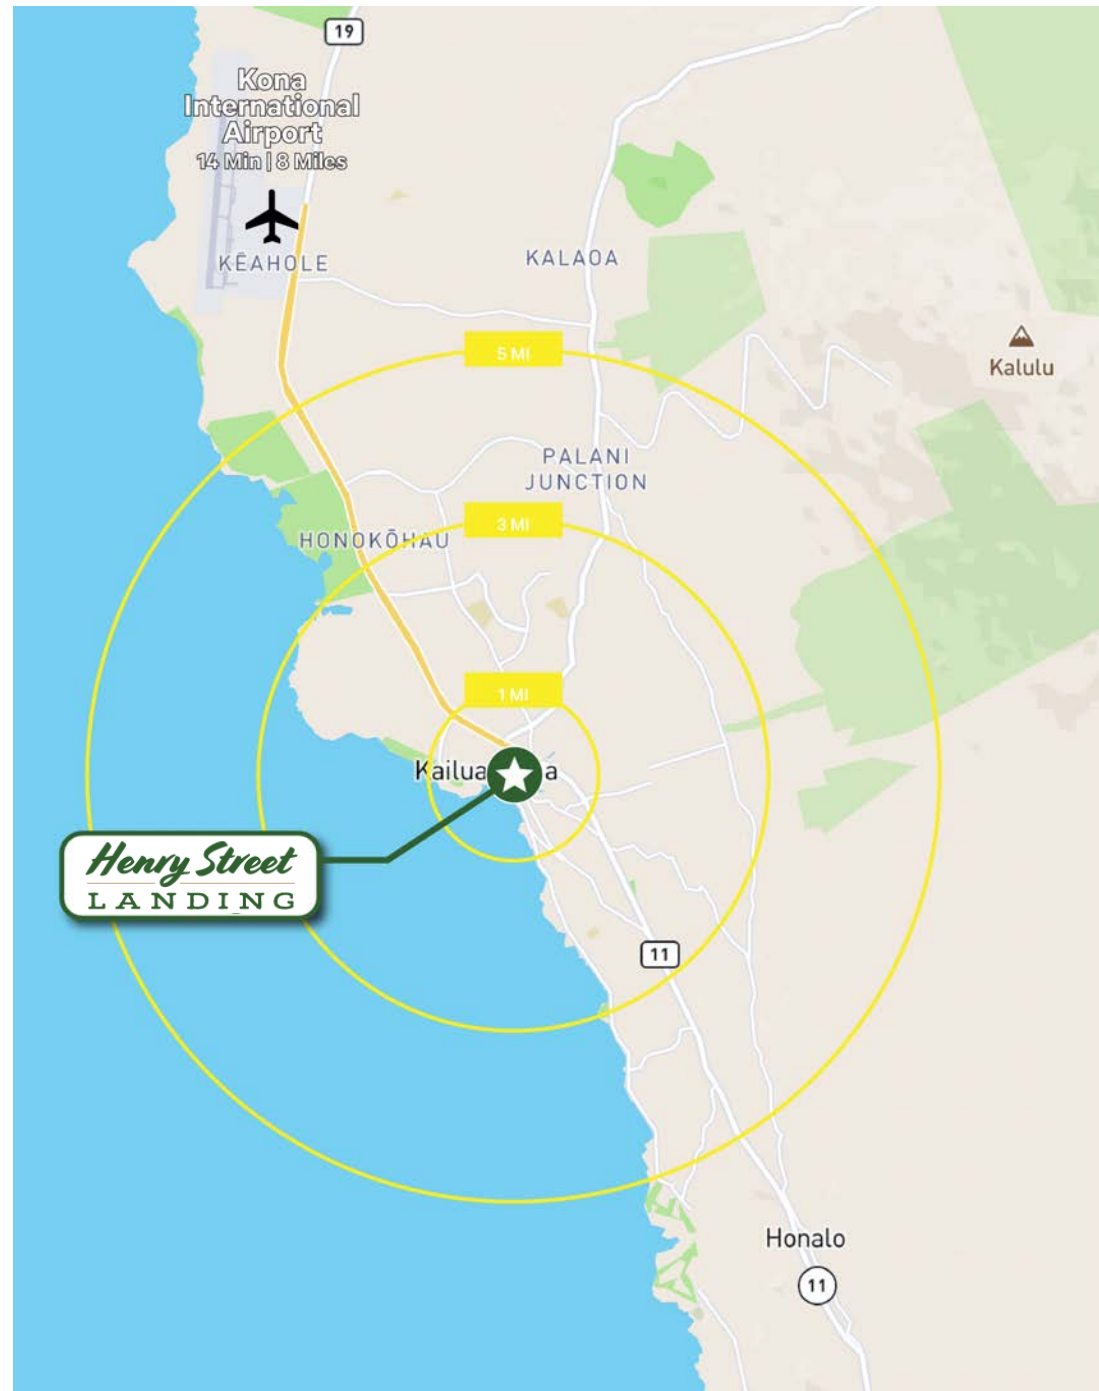 19
Kona
International
Airport
14 Min | 8 Miles
KEĀHOLE
KALAOA
5 MI
Kalulu
PALANI
JUNCTION
3 MI
HONOKŌHAU
1 MI
Kailua a
Henry Street
LANDING
11
Honalo
11